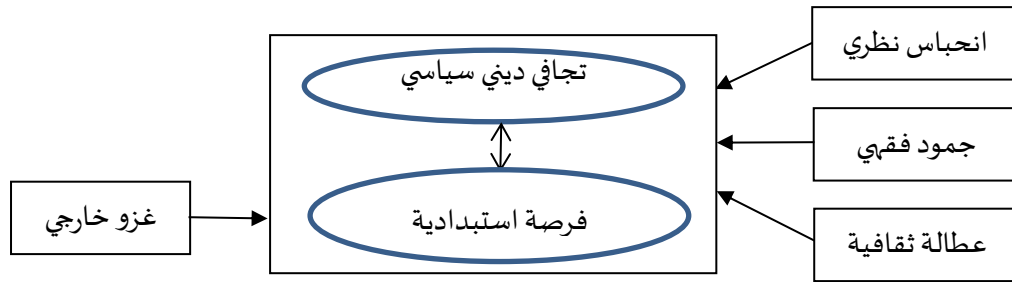 انحباس نظري
تجافي ديني سياسي
جمود فقهي
غزو خارجي
فرصة استبدادية
عطالة ثقافية